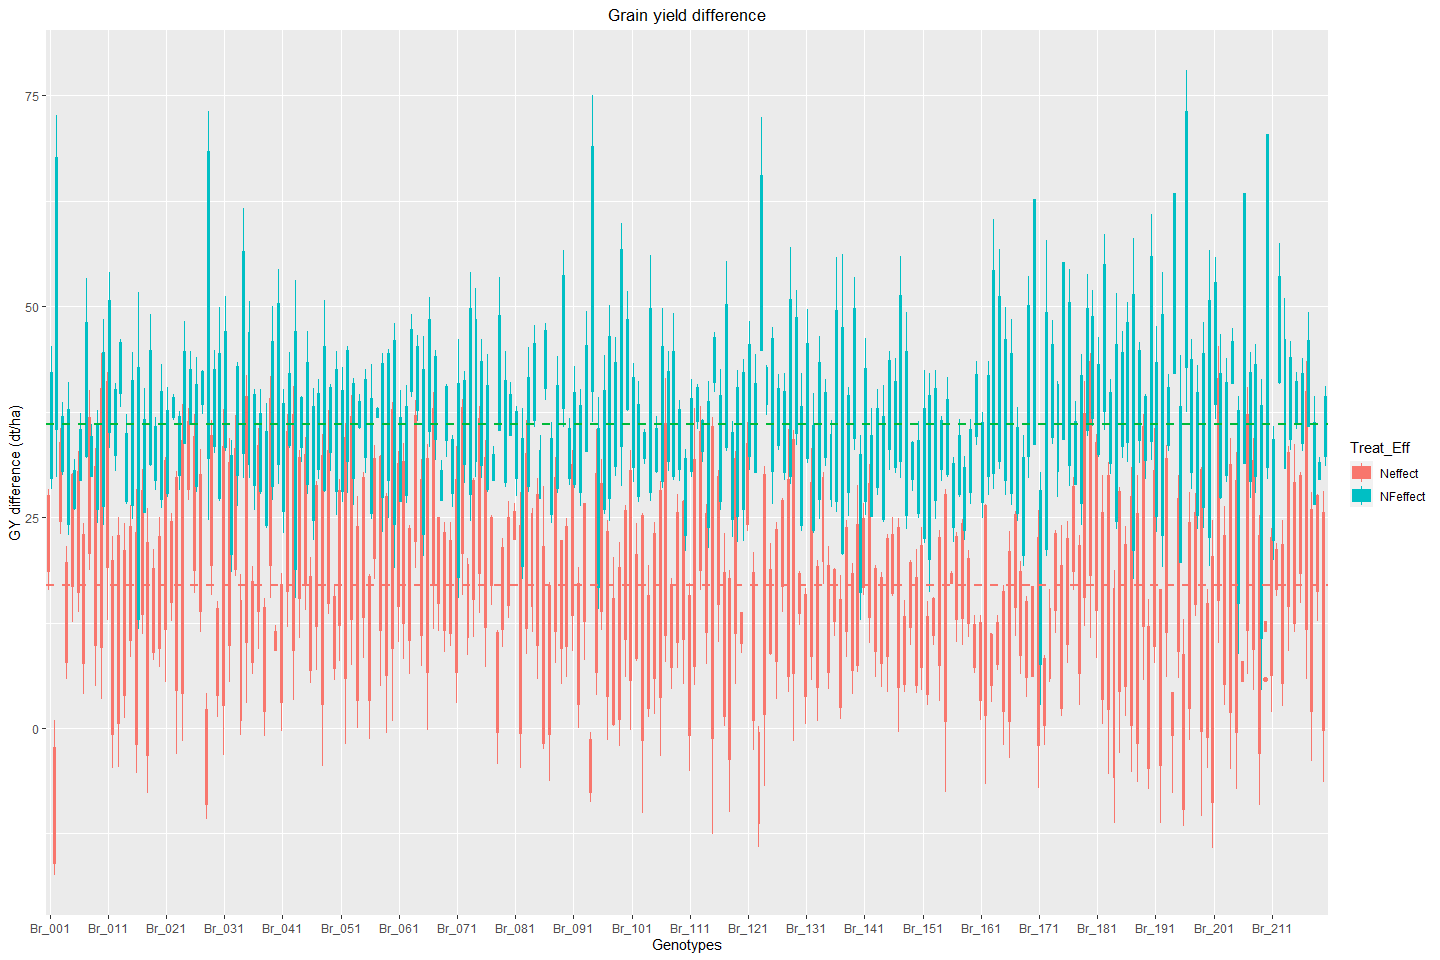 Grain yield difference
GY difference (dt/ha)
75
50
25
0
Br_001 Br_011 Br_021 Br_031 Br_041 Br_051 Br_061 Br_071 Br_081 Br_091 Br_101 Br_111 Br_121 Br_131 Br_141 Br_151 Br_161 Br_171 Br_181 Br_191 Br_201 Br_211
Genotypes
Treat_Eff
Neffect
NFeffect